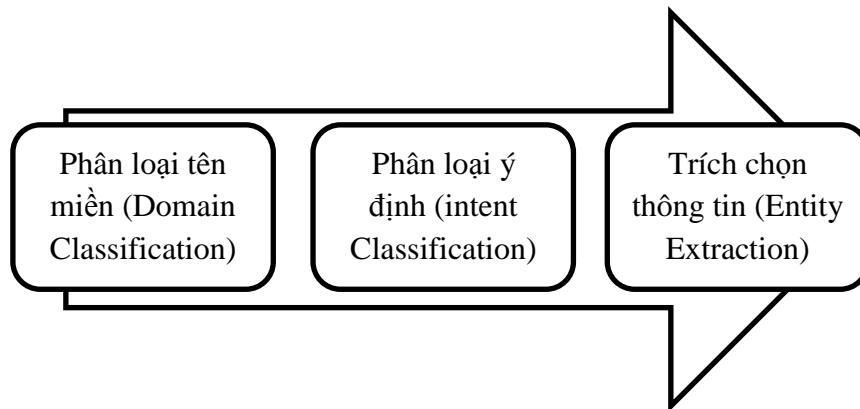 Phân loại tên
miền (Domain
Classification)
Phân loại ý
định (intent
Classification)
Trích chọn
thông tin (Entity
Extraction)